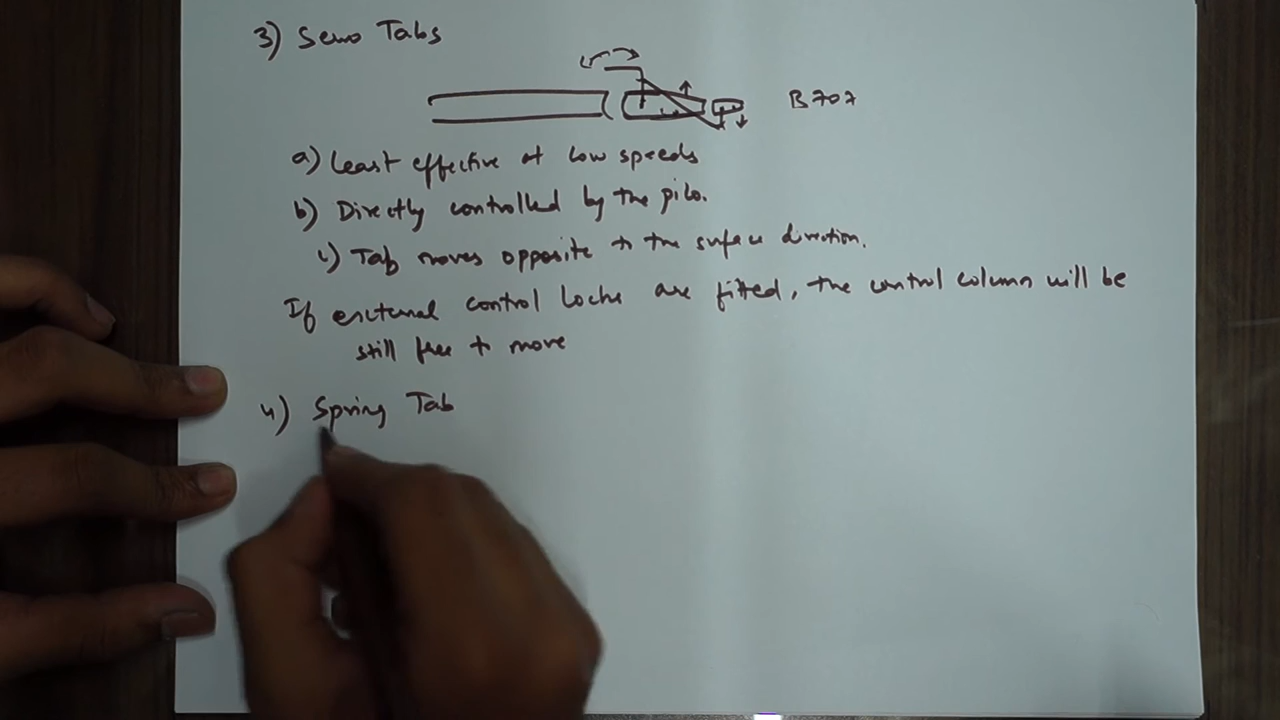 3) Servo Tabs
B707
a) Least effective at low speeds
b) Directly controlled by the pilo.
c) Tab moves opposite to the surface direction.
If external control Locks are fitted, the control column will be
still free to move
4) Spring Tab